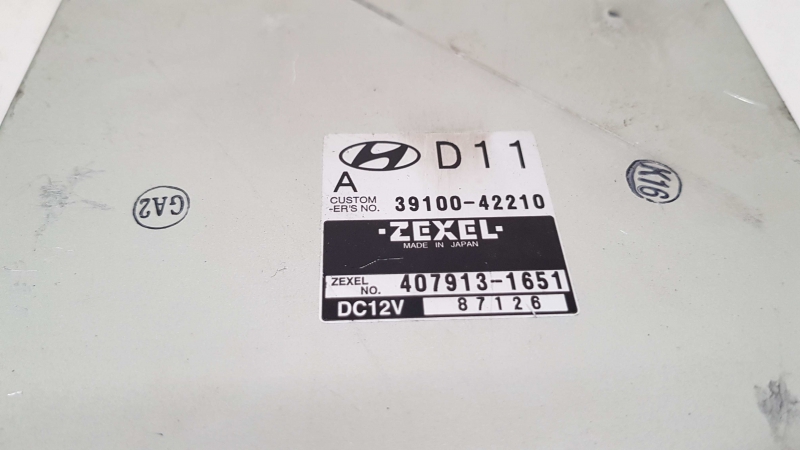 D11
A
CUSTOM
-ER'S NO. 39100-42210
·ZEXEL·
MADE IN JAPAN
ZEXEL
NO. 407913-1651
DC12V 87126
GA2
K16